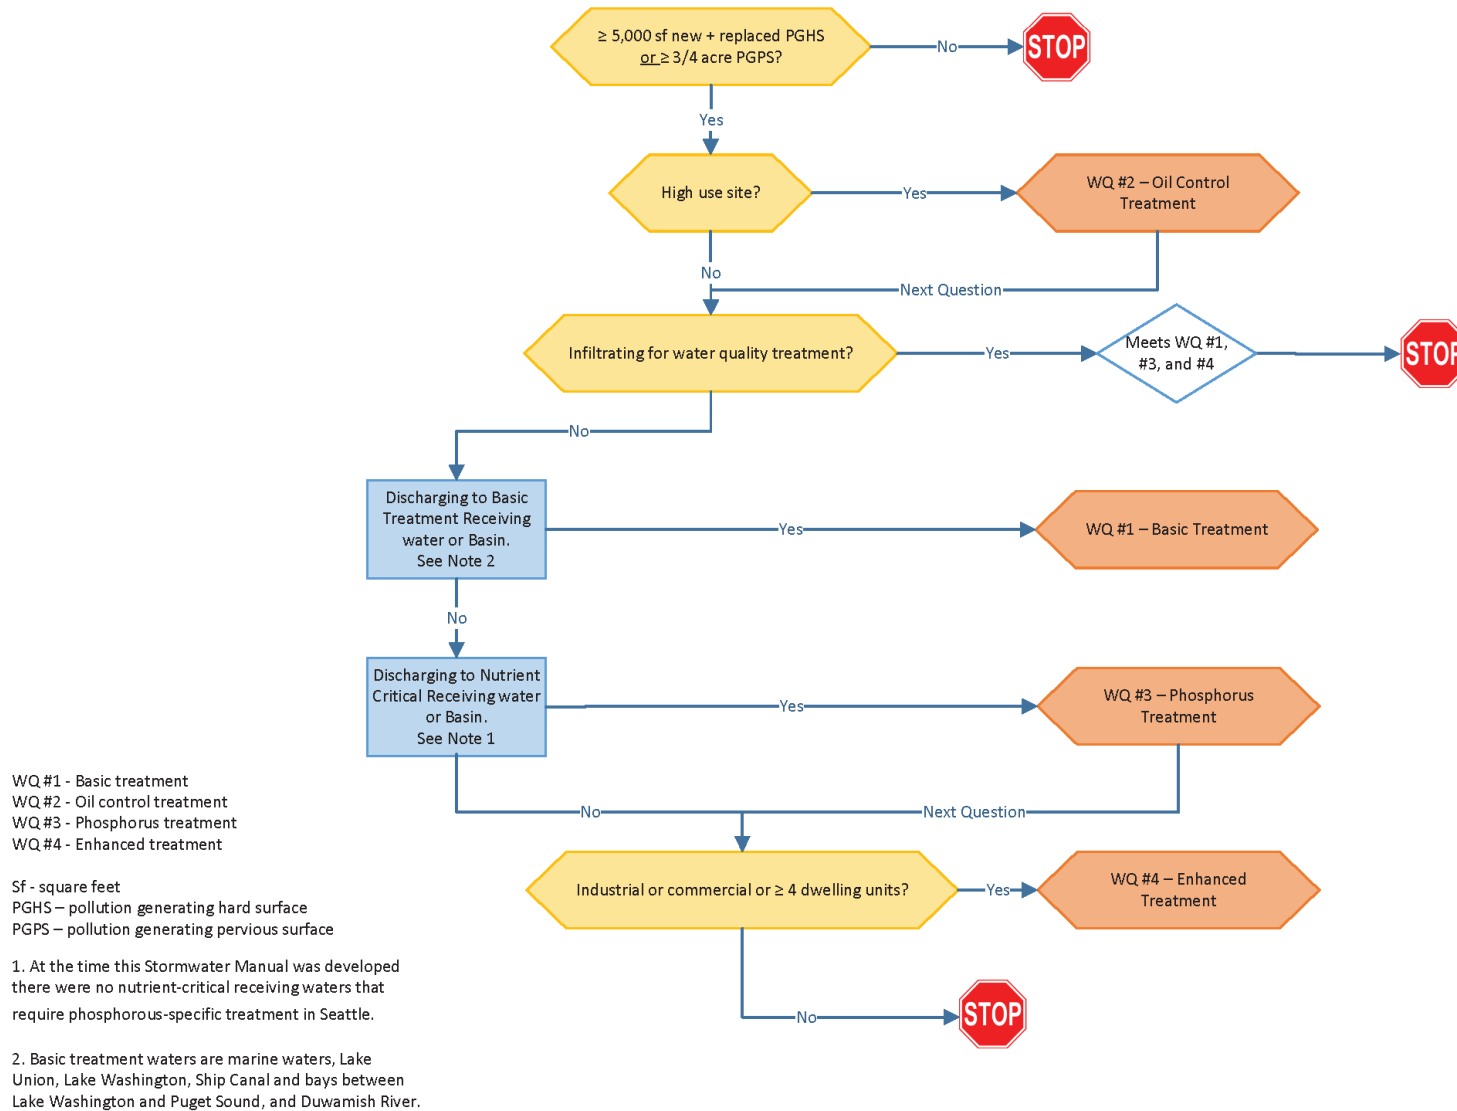 ≥ 5,000 sf new + replaced PGHS
or ≥ 3/4 acre PGPS?
No
STOP
Yes
High use site?
Yes
WQ #2 – Oil Control
Treatment
No
Next Question
Infiltrating for water quality treatment?
Yes
Meets WQ #1,
#3, and #4
STOP
No
Discharging to Basic
Treatment Receiving
water or Basin.
See Note 2
Yes
WQ #1 – Basic Treatment
No
Discharging to Nutrient
Critical Receiving water
or Basin.
See Note 1
Yes
WQ #3 – Phosphorus
Treatment
No
Next Question
Industrial or commercial or ≥ 4 dwelling units?
Yes
WQ #4 – Enhanced
Treatment
No
STOP
WQ #1 - Basic treatment
WQ #2 - Oil control treatment
WQ #3 - Phosphorus treatment
WQ #4 - Enhanced treatment
Sf - square feet
PGHS – pollution generating hard surface
PGPS – pollution generating pervious surface
1. At the time this Stormwater Manual was developed
there were no nutrient-critical receiving waters that
require phosphorous-specific treatment in Seattle.
2. Basic treatment waters are marine waters, Lake
Union, Lake Washington, Ship Canal and bays between
Lake Washington and Puget Sound, and Duwamish River.